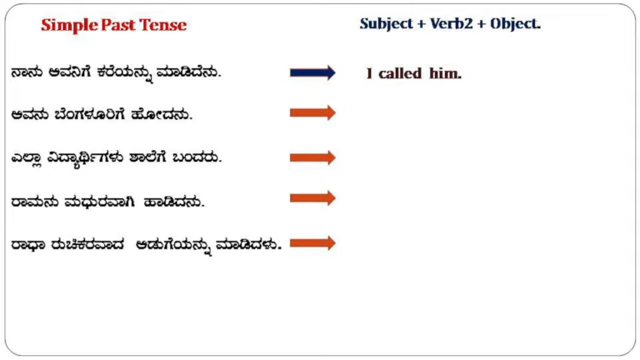 Simple Past Tense
Subject + Verb2 + Object.
ನಾನು ಅವನಿಗೆ ಕರೆಯನ್ನು ಮಾಡಿದೆನು.
I called him.
ಅವನು ಬೆಂಗಳೂರಿಗೆ ಹೋದನು.
ಎಲ್ಲಾ ವಿದ್ಯಾರ್ಥಿಗಳು ಶಾಲೆಗೆ ಬಂದರು.
ರಾಮನು ಮಧುರವಾಗಿ ಹಾಡಿದನು.
ರಾಧಾ ರುಚಿಕರವಾದ ಅಡುಗೆಯನ್ನು ಮಾಡಿದಳು.